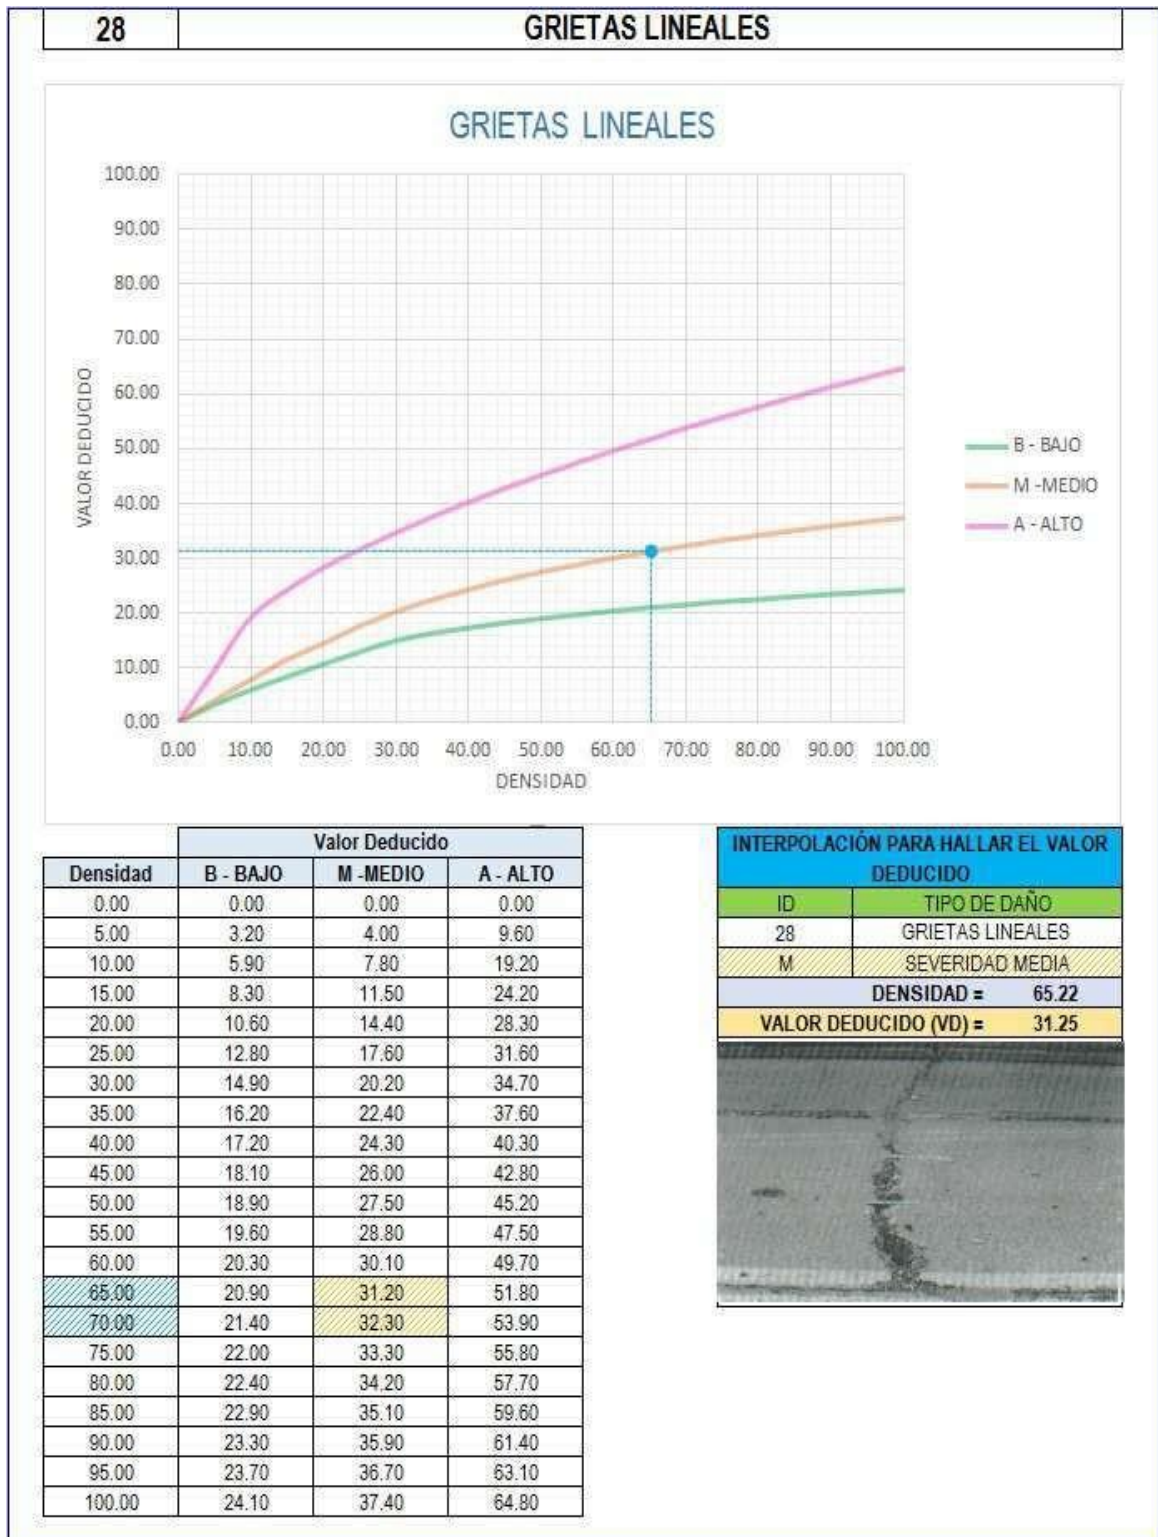 28 GRIETAS LINEALES
GRIETAS LINEALES
100.00
90.00
80.00
70.00
60.00
50.00
40.00
30.00
20.00
10.00
0.00
VALOR DEDUCIDO
0.00 10.00 20.00 30.00 40.00 50.00 60.00 70.00 80.00 90.00 100.00
DENSIDAD
B - BAJO
M -MEDIO
A - ALTO
Valor Deducido
Densidad B - BAJO M -MEDIO A - ALTO
0.00 0.00 0.00 0.00
5.00 3.20 4.00 9.60
10.00 5.90 7.80 19.20
15.00 8.30 11.50 24.20
20.00 10.60 14.40 28.30
25.00 12.80 17.60 31.60
30.00 14.90 20.20 34.70
35.00 16.20 22.40 37.60
40.00 17.20 24.30 40.30
45.00 18.10 26.00 42.80
50.00 18.90 27.50 45.20
55.00 19.60 28.80 47.50
60.00 20.30 30.10 49.70
65.00 20.90 31.20 51.80
70.00 21.40 32.30 53.90
75.00 22.00 33.30 55.80
80.00 22.40 34.20 57.70
85.00 22.90 35.10 59.60
90.00 23.30 35.90 61.40
95.00 23.70 36.70 63.10
100.00 24.10 37.40 64.80
INTERPOLACIÓN PARA HALLAR EL VALOR
DEDUCIDO
ID TIPO DE DAÑO
28 GRIETAS LINEALES
M SEVERIDAD MEDIA
DENSIDAD = 65.22
VALOR DEDUCIDO (VD) = 31.25